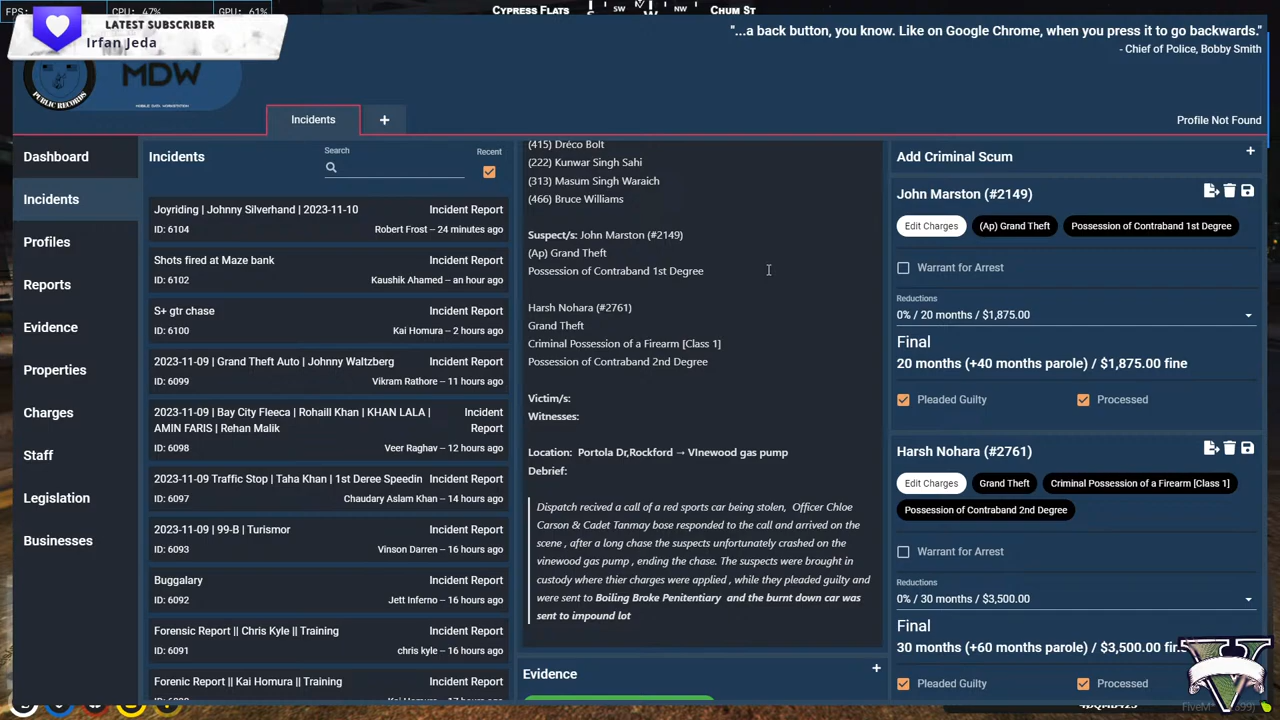 FPS: CPU: 47% GPU: 61%
CYPRESS FLATS SW W NW CHUM ST
LATEST SUBSCRIBER
Irfan Jeda
"...a back button, you know. Like on Google Chrome, when you press it to go backwards."
- Chief of Police, Bobby Smith
PUBLIC RECORDS
MDW
MOBILE DATA WORKSTATION
Incidents
+
Profile Not Found
Dashboard
Incidents
Profiles
Reports
Evidence
Properties
Charges
Staff
Legislation
Businesses
Incidents
Search
Recent
Joyriding | Johnny Silverhand | 2023-11-10 Incident Report
ID: 6104 Robert Frost – 24 minutes ago
Shots fired at Maze bank Incident Report
ID: 6102 Kaushik Ahamed – an hour ago
S+ gtr chase Incident Report
ID: 6100 Kai Homura – 2 hours ago
2023-11-09 | Grand Theft Auto | Johnny Waltzberg Incident Report
ID: 6099 Vikram Rathore – 11 hours ago
2023-11-09 | Bay City Fleeca | Rohaill Khan | KHAN LALA | Incident
AMIN FARIS | Rehan Malik Report
ID: 6098 Veer Raghav – 12 hours ago
2023-11-09 Traffic Stop | Taha Khan | 1st Deree Speedin Incident Report
ID: 6097 Chaudary Aslam Khan – 14 hours ago
2023-11-09 | 99-B | Turismor Incident Report
ID: 6093 Vinson Darren – 16 hours ago
Buggalary Incident Report
ID: 6092 Jett Inferno – 16 hours ago
Forensic Report || Chris Kyle || Training Incident Report
ID: 6091 chris kyle – 16 hours ago
Forenic Report || Kai Homura || Training Incident Report
(415) Dréco Bolt
(222) Kunwar Singh Sahi
(313) Masum Singh Waraich
(466) Bruce Williams
Suspect/s: John Marston (#2149)
(Ap) Grand Theft
Possession of Contraband 1st Degree
Harsh Nohara (#2761)
Grand Theft
Criminal Possession of a Firearm [Class 1]
Possession of Contraband 2nd Degree
Victim/s:
Witnesses:
Location: Portola Dr,Rockford → VInewood gas pump
Debrief:
Dispatch recived a call of a red sports car being stolen, Officer Chloe
Carson & Cadet Tanmay bose responded to the call and arrived on the
scene , after a long chase the suspects unfortunately crashed on the
vinewood gas pump , ending the chase. The suspects were brought in
custody where thier charges were applied , while they pleaded guilty and
were sent to Boiling Broke Penitentiary and the burnt down car was
sent to impound lot
Evidence +
Add Criminal Scum +
John Marston (#2149)
Edit Charges (Ap) Grand Theft Possession of Contraband 1st Degree
Warrant for Arrest
Reductions
0% / 20 months / $1,875.00
Final
20 months (+40 months parole) / $1,875.00 fine
Pleaded Guilty Processed
Harsh Nohara (#2761)
Edit Charges Grand Theft Criminal Possession of a Firearm [Class 1]
Possession of Contraband 2nd Degree
Warrant for Arrest
Reductions
0% / 30 months / $3,500.00
Final
30 months (+60 months parole) / $3,500.00
Pleaded Guilty Processed